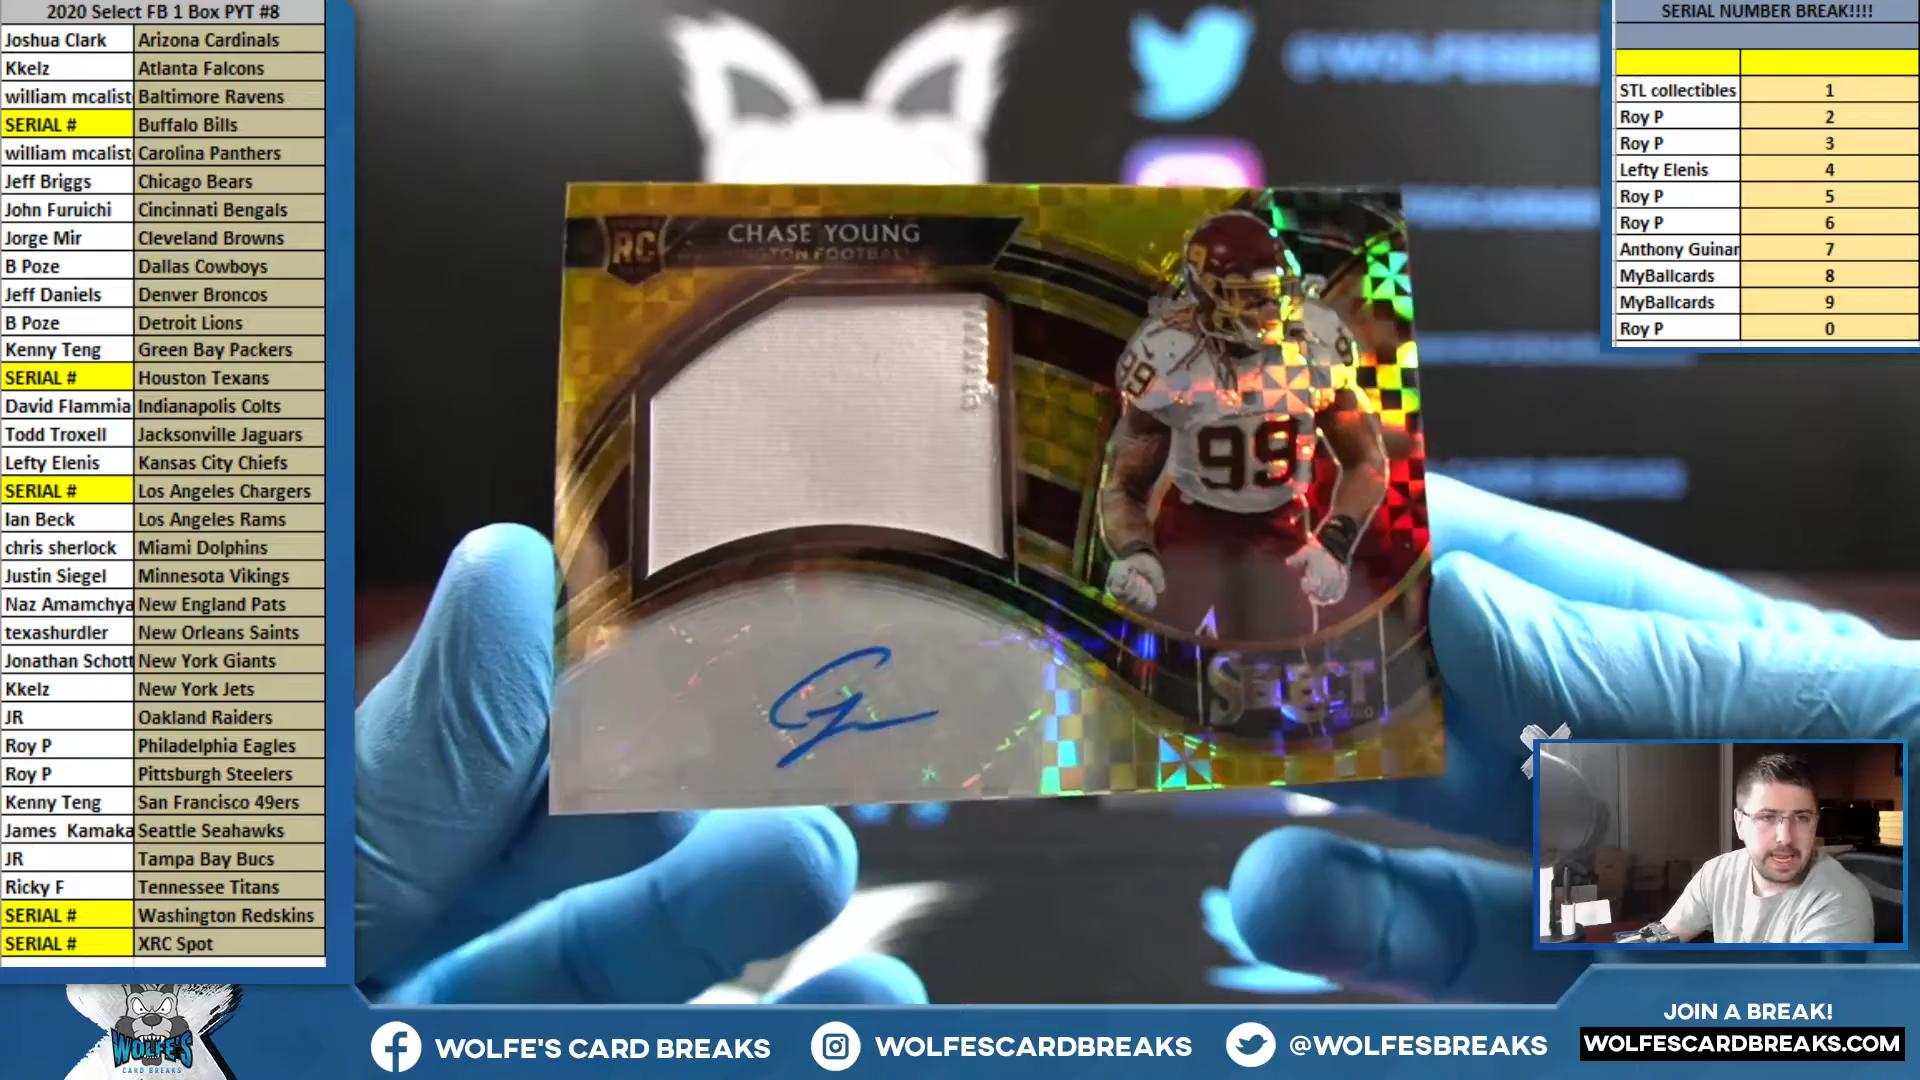 2020 Select FB 1 Box PYT #8
Joshua Clark Arizona Cardinals
Kkelz Atlanta Falcons
william mcalist Baltimore Ravens
SERIAL # Buffalo Bills
william mcalist Carolina Panthers
Jeff Briggs Chicago Bears
John Furuichi Cincinnati Bengals
Jorge Mir Cleveland Browns
B Poze Dallas Cowboys
Jeff Daniels Denver Broncos
B Poze Detroit Lions
Kenny Teng Green Bay Packers
SERIAL # Houston Texans
David Flammia Indianapolis Colts
Todd Troxell Jacksonville Jaguars
Lefty Elenis Kansas City Chiefs
SERIAL # Los Angeles Chargers
Ian Beck Los Angeles Rams
chris sherlock Miami Dolphins
Justin Siegel Minnesota Vikings
Naz Amamchya New England Pats
texashurdler New Orleans Saints
Jonathan Schott New York Giants
Kkelz New York Jets
JR Oakland Raiders
Roy P Philadelphia Eagles
Roy P Pittsburgh Steelers
Kenny Teng San Francisco 49ers
James Kamaka Seattle Seahawks
JR Tampa Bay Bucs
Ricky F Tennessee Titans
SERIAL # Washington Redskins
SERIAL # XRC Spot
@WOLFESBREAKS
RC
CHASE YOUNG
NGTON FOOTBAL
99
99
9
SELECT
2020
SERIAL NUMBER BREAK!!!!
STL collectibles 1
Roy P 2
Roy P 3
Lefty Elenis 4
Roy P 5
Roy P 6
Anthony Guinar 7
MyBallcards 8
MyBallcards 9
Roy P 0
WOLFE'S
CARD BREAKS
WOLFE'S CARD BREAKS
WOLFESCARDBREAKS
@WOLFESBREAKS
JOIN A BREAK!
WOLFESCARDBREAKS.COM